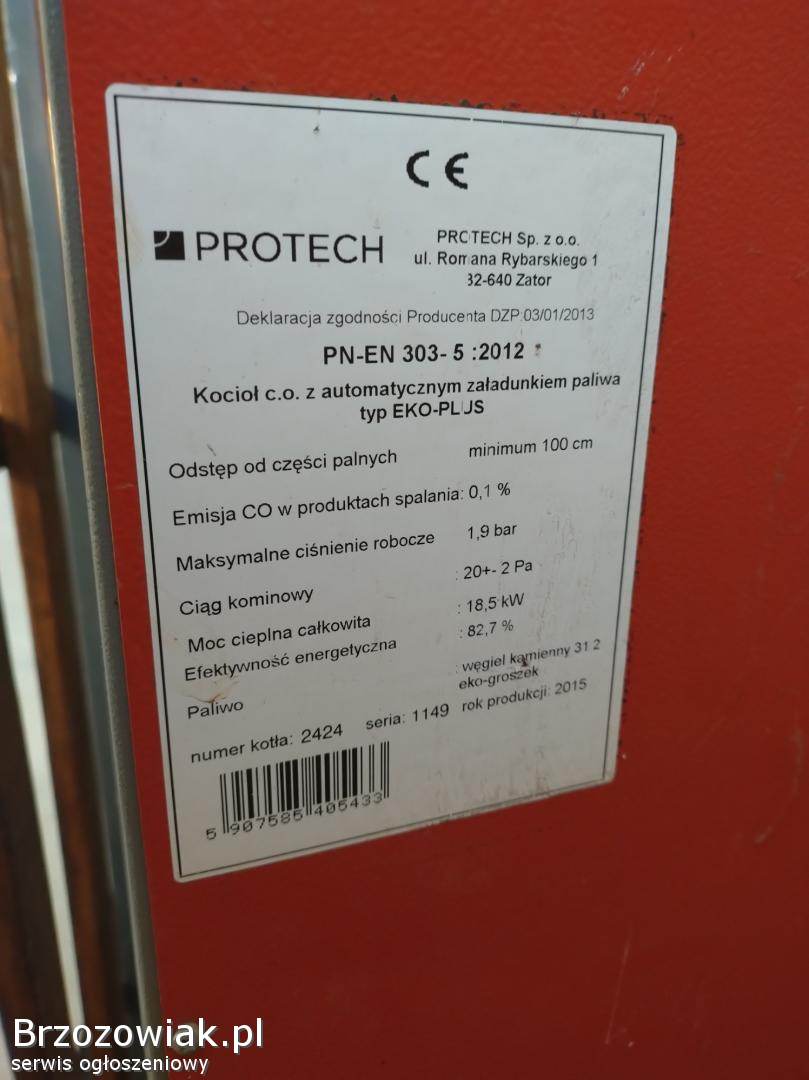 CE
PROTECH
PROTECH Sp. z o.o.
ul. Romana Rybarskiego 1
32-640 Zator
Deklaracja zgodności Producenta DZP 03/01/2013
PN-EN 303- 5 :2012
Kocioł c.o. z automatycznym załadunkiem paliwa
typ EKO-PLUS
Odstęp od części palnych minimum 100 cm
Emisja CO w produktach spalania: 0,1 %
Maksymalne ciśnienie robocze 1,9 bar
Ciąg kominowy : 20+- 2 Pa
Moc cieplna całkowita : 18,5 kW
Efektywność energetyczna : 82,7 %
Paliwo : węgiel kamienny 31.2
eko-groszek
numer kotła: 2424 seria: 1149 rok produkcji: 2015
5 907585 405433
Brzozowiak.pl
serwis ogłoszeniowy